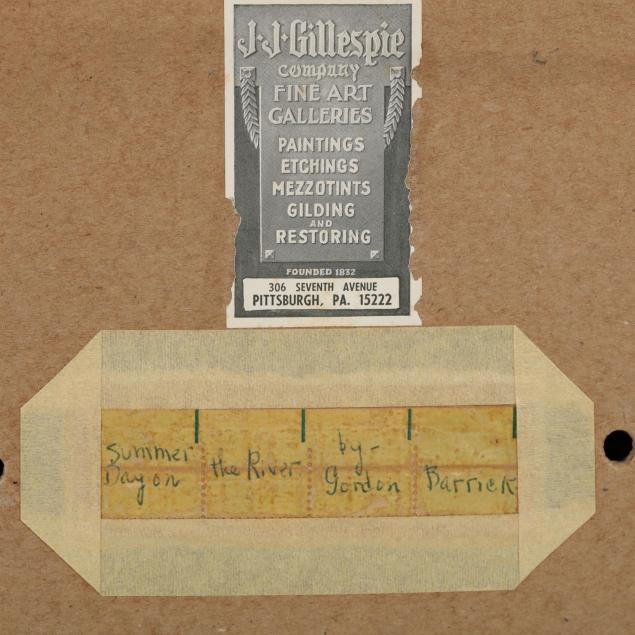 J·J·Gillespie
company
FINE ART
GALLERIES
PAINTINGS
ETCHINGS
MEZZOTINTS
GILDING
AND
RESTORING
FOUNDED 1832
306 SEVENTH AVENUE
PITTSBURGH, PA. 15222
Summer
Day on
the River
by-
Gordon
Barrick